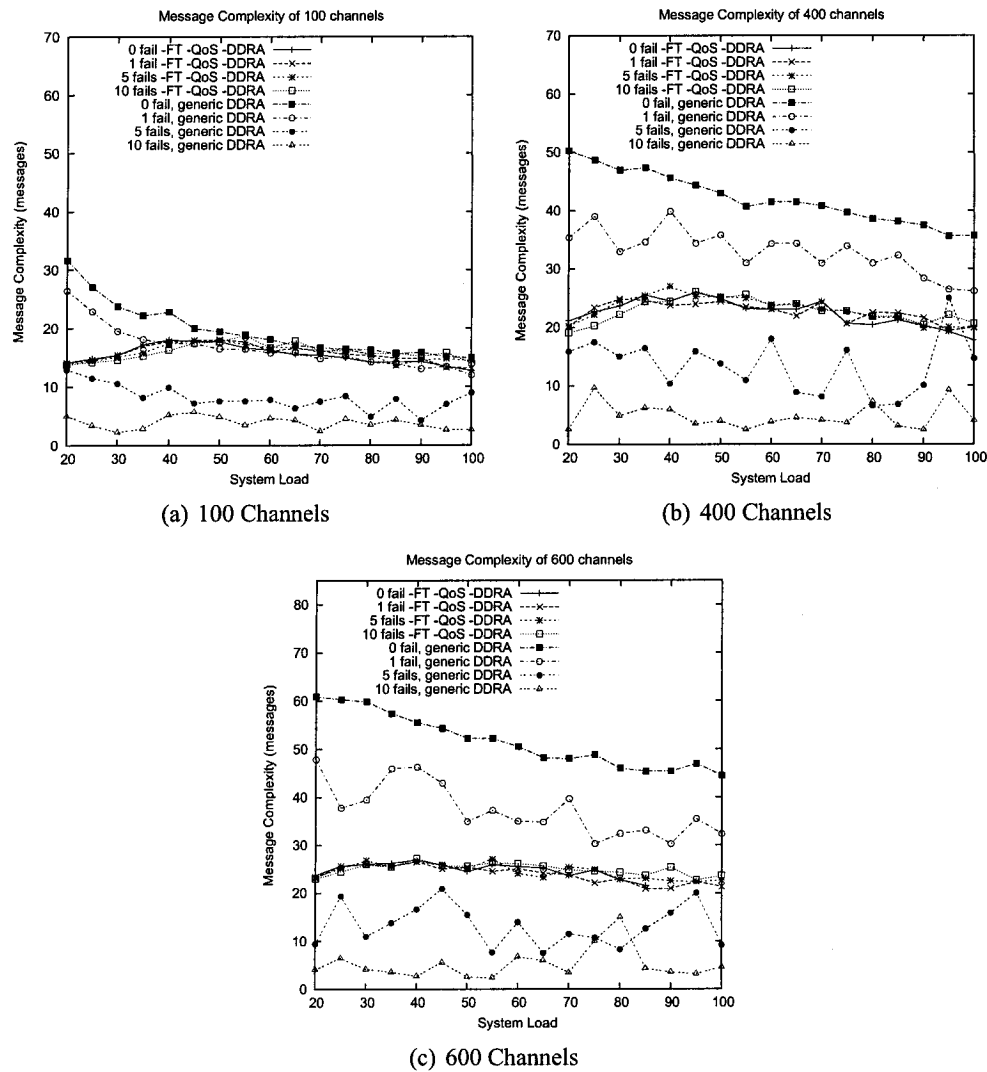 Message Complexity of 100 channels
Message Complexity (messages)
70
60
50
40
30
20
10
0
0 fail -FT -QoS -DDRA
1 fail -FT -QoS -DDRA
5 fails -FT -QoS -DDRA
10 fails -FT -QoS -DDRA
0 fail, generic DDRA
1 fail, generic DDRA
5 fails, generic DDRA
10 fails, generic DDRA
20 30 40 50 60 70 80 90 100
System Load
(a) 100 Channels
Message Complexity of 400 channels
Message Complexity (messages)
70
60
50
40
30
20
10
0
0 fail -FT -QoS -DDRA
1 fail -FT -QoS -DDRA
5 fails -FT -QoS -DDRA
10 fails -FT -QoS -DDRA
0 fail, generic DDRA
1 fail, generic DDRA
5 fails, generic DDRA
10 fails, generic DDRA
20 30 40 50 60 70 80 90 100
System Load
(b) 400 Channels
Message Complexity of 600 channels
Message Complexity (messages)
80
70
60
50
40
30
20
10
0
0 fail -FT -QoS -DDRA
1 fail -FT -QoS -DDRA
5 fails -FT -QoS -DDRA
10 fails -FT -QoS -DDRA
0 fail, generic DDRA
1 fail, generic DDRA
5 fails, generic DDRA
10 fails, generic DDRA
20 30 40 50 60 70 80 90 100
System Load
(c) 600 Channels